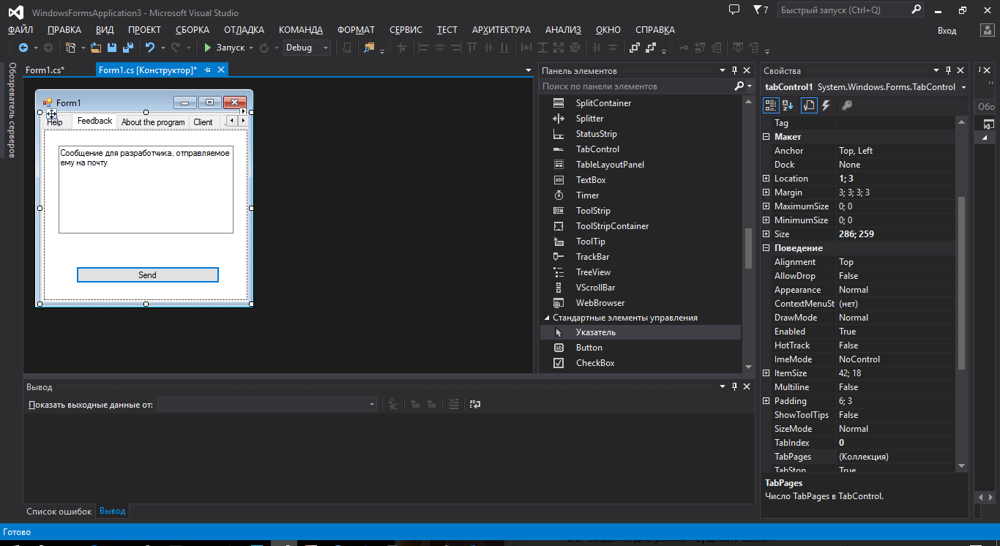 WindowsFormsApplication3 - Microsoft Visual Studio
7
Быстрый запуск (Ctrl+Q)
ФАЙЛ ПРАВКА ВИД ПРОЕКТ СБОРКА ОТЛАДКА КОМАНДА ФОРМАТ СЕРВИС ТЕСТ АРХИТЕКТУРА АНАЛИЗ ОКНО СПРАВКА
Вход
Запуск
Debug
Обозреватель серверов
Form1.cs*
Form1.cs [Конструктор]*
Form1
Help Feedback About the program Client
Сообщение для разработчика, отправляемое
ему на почту
Send
Панель элементов
Поиск по панели элементов
SplitContainer
Splitter
StatusStrip
TabControl
TableLayoutPanel
TextBox
Timer
ToolStrip
ToolStripContainer
ToolTip
TrackBar
TreeView
VScrollBar
WebBrowser
Стандартные элементы управления
Указатель
Button
CheckBox
Свойства
tabControl1 System.Windows.Forms.TabControl
Tag
Макет
Anchor Top, Left
Dock None
Location 1; 3
Margin 3; 3; 3; 3
MaximumSize 0; 0
MinimumSize 0; 0
Size 286; 259
Поведение
Alignment Top
AllowDrop False
Appearance Normal
ContextMenuSt (нет)
DrawMode Normal
Enabled True
HotTrack False
ImeMode NoControl
ItemSize 42; 18
Multiline False
Padding 6; 3
ShowToolTips False
SizeMode Normal
TabIndex 0
TabPages (Коллекция)
TabStop True
TabPages
Число TabPages в TabControl.
Обо
Вывод
Показать выходные данные от:
Список ошибок
Вывод
Готово